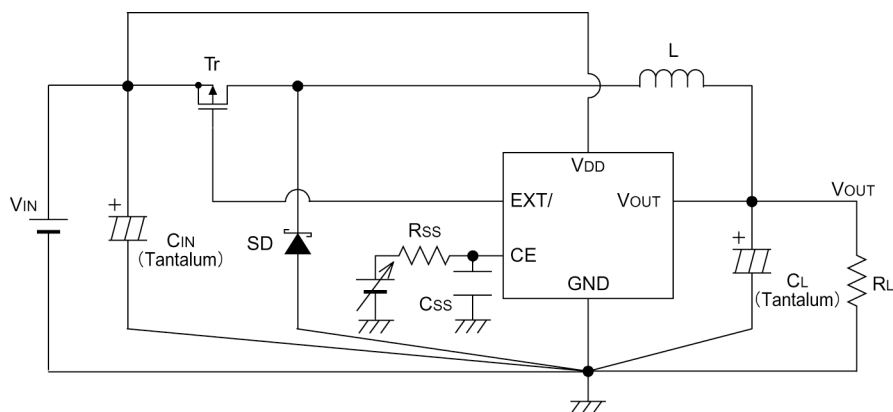 Tr
L
VDD
VIN
+
EXT/
VOUT
VOUT
CIN
(Tantalum)
SD
RSS
CE
+
CSS
GND
CL
(Tantalum)
RL